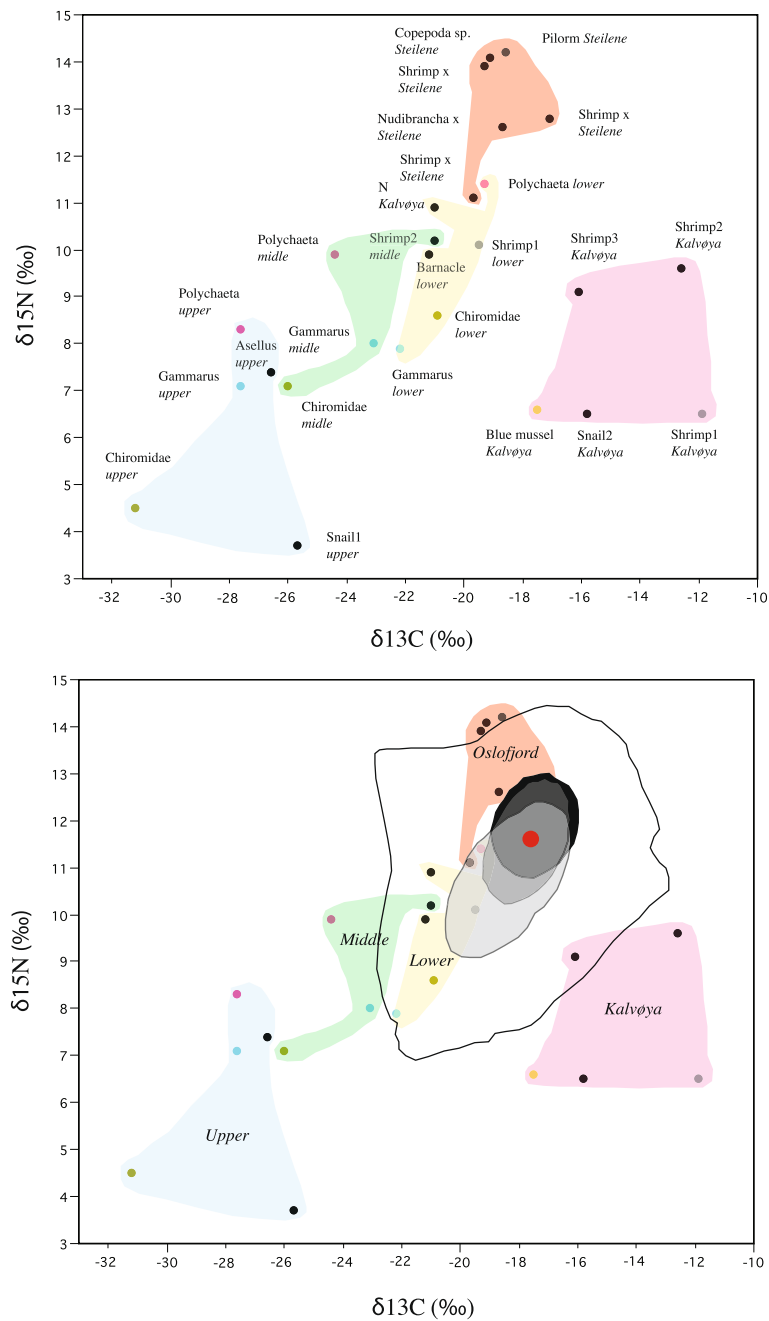 15
Copepoda sp.
Steilene
Pilorm Steilene
14
Shrimp x
Steilene
13
Nudibrancha x
Steilene
Shrimp x
Steilene
12
Shrimp x
Steilene
Polychaeta lower
N
Kalvøya
11
Polychaeta
middle
Shrimp2
middle
Shrimp1
lower
Shrimp3
Kalvøya
Shrimp2
Kalvøya
10
Barnacle
lower
Polychaeta
upper
9
Chiromidae
lower
Asellus
upper
Gammarus
middle
8
Gammarus
upper
Gammarus
lower
7
Chiromidae
middle
Blue mussel
Kalvøya
Snail2
Kalvøya
Shrimp1
Kalvøya
6
Chiromidae
upper
5
Snail1
upper
4
3
δ15N (‰)
-32 -30 -28 -26 -24 -22 -20 -18 -16 -14 -12 -10
δ13C (‰)
15
14
Oslofjord
13
12
11
10
Middle
Lower
9
8
Kalvøya
7
6
Upper
5
4
3
δ15N (‰)
-32 -30 -28 -26 -24 -22 -20 -18 -16 -14 -12 -10
δ13C (‰)